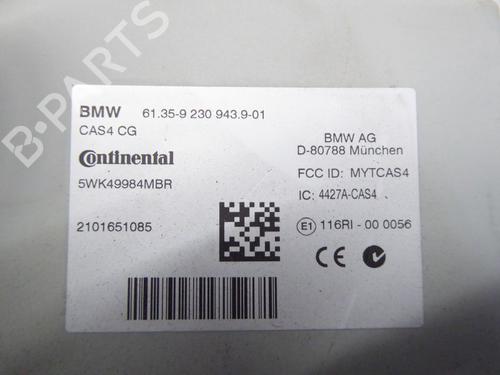 B-PARTS
BMW 61.35-9 230 943.9-01
CAS4 CG
Continental
5WK49984MBR
2101651085
BMW AG
D-80788 München
FCC ID: MYTCAS4
IC: 4427A-CAS4
E1 116RI - 00 0056
CE